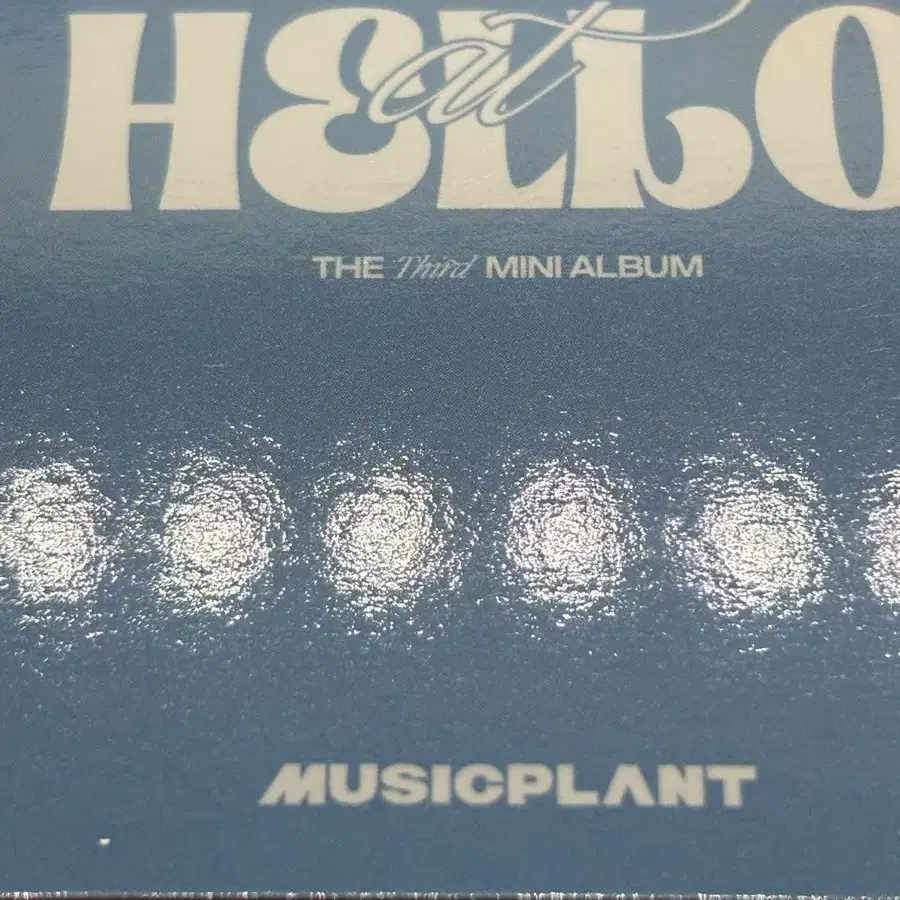 HELLO
at
THE Third MINI ALBUM
MUSICPLANT